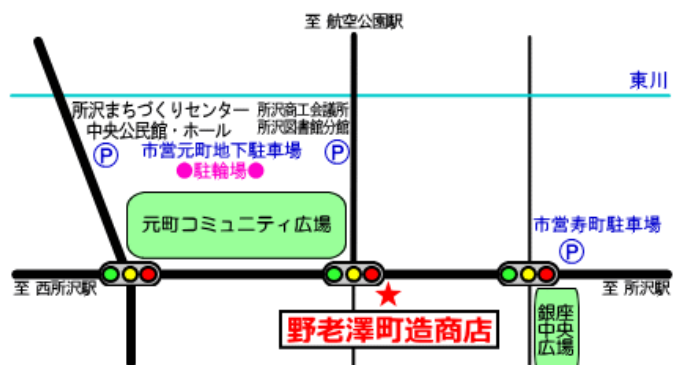 至 航空公園駅
東川
所沢まちづくりセンター
中央公民館・ホール
所沢商工会議所
所沢図書館分館
P
市営元町地下駐車場
P
●駐輪場●
元町コミュニティ広場
市営寿町駐車場
P
至 西所沢駅
至 所沢駅
野老澤町造商店
銀座
中央
広場